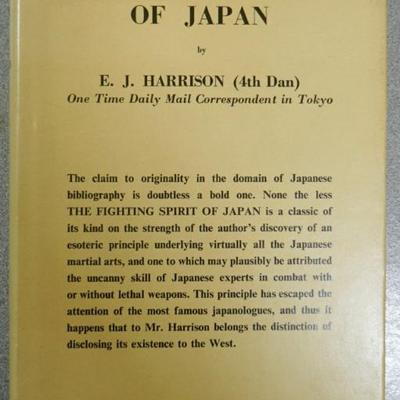 OF JAPAN
by
E. J. HARRISON (4th Dan)
One Time Daily Mail Correspondent in Tokyo
The claim to originality in the domain of Japanese
bibliography is doubtless a bold one. None the less
THE FIGHTING SPIRIT OF JAPAN is a classic of
its kind on the strength of the author's discovery of an
esoteric principle underlying virtually all the Japanese
martial arts, and one to which may plausibly be attributed
the uncanny skill of Japanese experts in combat with
or without lethal weapons. This principle has escaped the
attention of the most famous japanologues, and thus it
happens that to Mr. Harrison belongs the distinction of
disclosing its existence to the West.